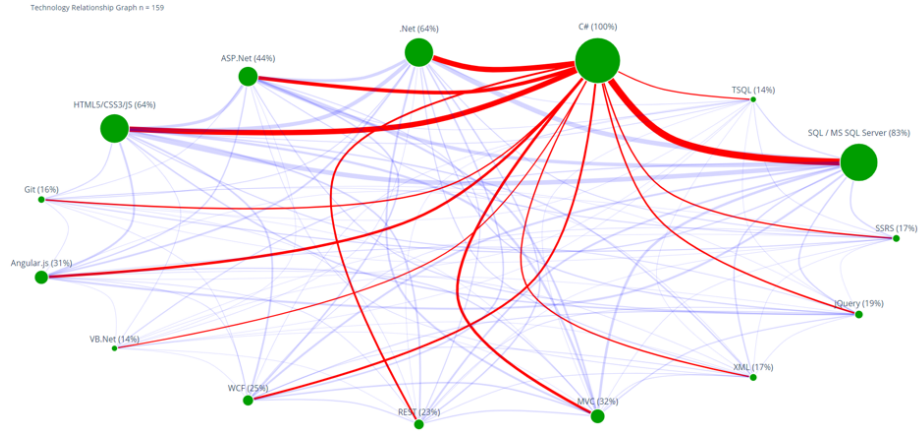 Technology Relationship Graph n = 159
C# (100%)
.Net (64%)
ASP.Net (44%)
TSQL (14%)
HTML5/CSS3/JS (64%)
SQL / MS SQL Server (83%)
Git (16%)
SSRS (17%)
Angular.js (31%)
jQuery (19%)
VB.Net (14%)
XML (17%)
WCF (25%)
MVC (32%)
REST (23%)